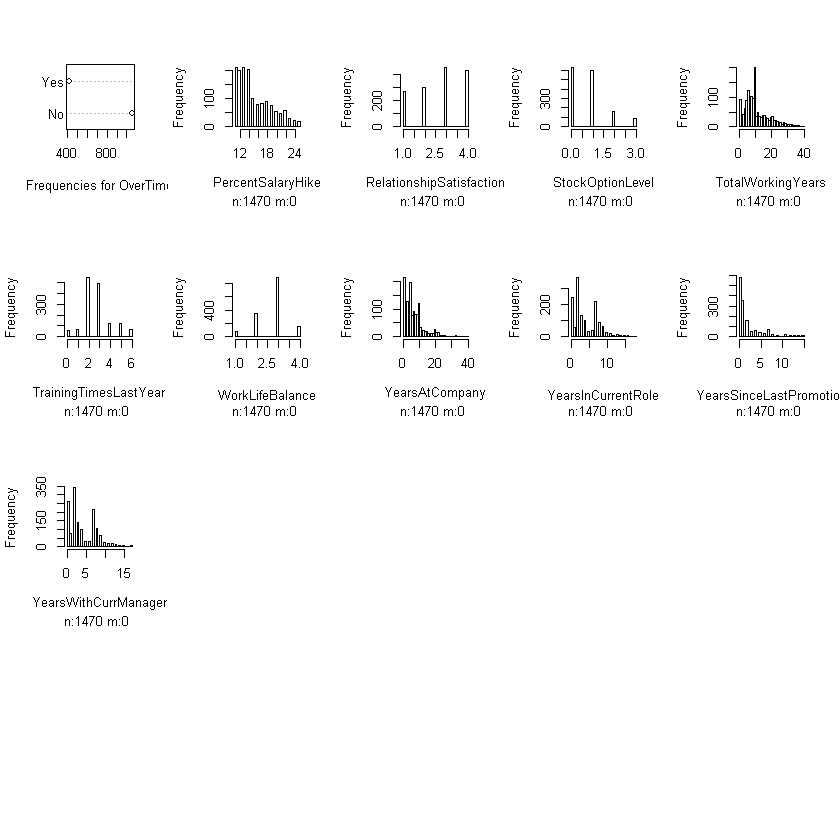 Yes
No
400 800
Frequencies for OverTim
Frequency
0 100
12 18 24
PercentSalaryHike
n:1470 m:0
Frequency
0 200
1.0 2.5 4.0
RelationshipSatisfaction
n:1470 m:0
Frequency
0 300
0.0 1.5 3.0
StockOptionLevel
n:1470 m:0
Frequency
0 100
0 20 40
TotalWorkingYears
n:1470 m:0
Frequency
0 300
0 2 4 6
TrainingTimesLastYear
n:1470 m:0
Frequency
0 400
1.0 2.5 4.0
WorkLifeBalance
n:1470 m:0
Frequency
0 100
0 20 40
YearsAtCompany
n:1470 m:0
Frequency
0 200
0 10
YearsInCurrentRole
n:1470 m:0
Frequency
0 300
0 5 10
YearsSinceLastPromotio
n:1470 m:0
Frequency
0 150 350
0 5 15
YearsWithCurrManager
n:1470 m:0